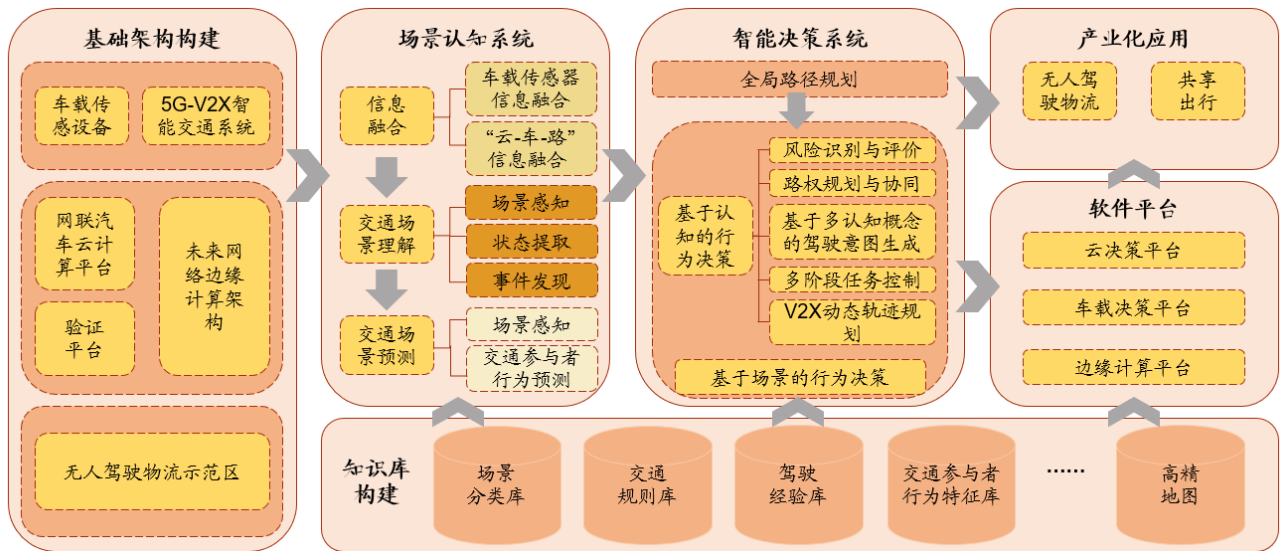 基础架构构建
车载传
感设备
5G-V2X智
能交通系统
网联汽
车云计
算平台
验证
平台
未来网
络边缘
计算架
构
无人驾驶物流示范区
场景认知系统
信息
融合
车载传感器
信息融合
“云-车-路”
信息融合
交通场
景理解
场景感知
状态提取
事件发现
交通场
景预测
场景感知
交通参与者
行为预测
智能决策系统
全局路径规划
基于认
知的行
为决策
风险识别与评价
路权规划与协同
基于多认知概念
的驾驶意图生成
多阶段任务控制
V2X动态轨迹规
划
基于场景的行为决策
产业化应用
无人驾
驶物流
共享
出行
软件平台
云决策平台
车载决策平台
边缘计算平台
知识库
构建
场景
分类库
交通
规则库
驾驶
经验库
交通参与者
行为特征库
······
高精
地图